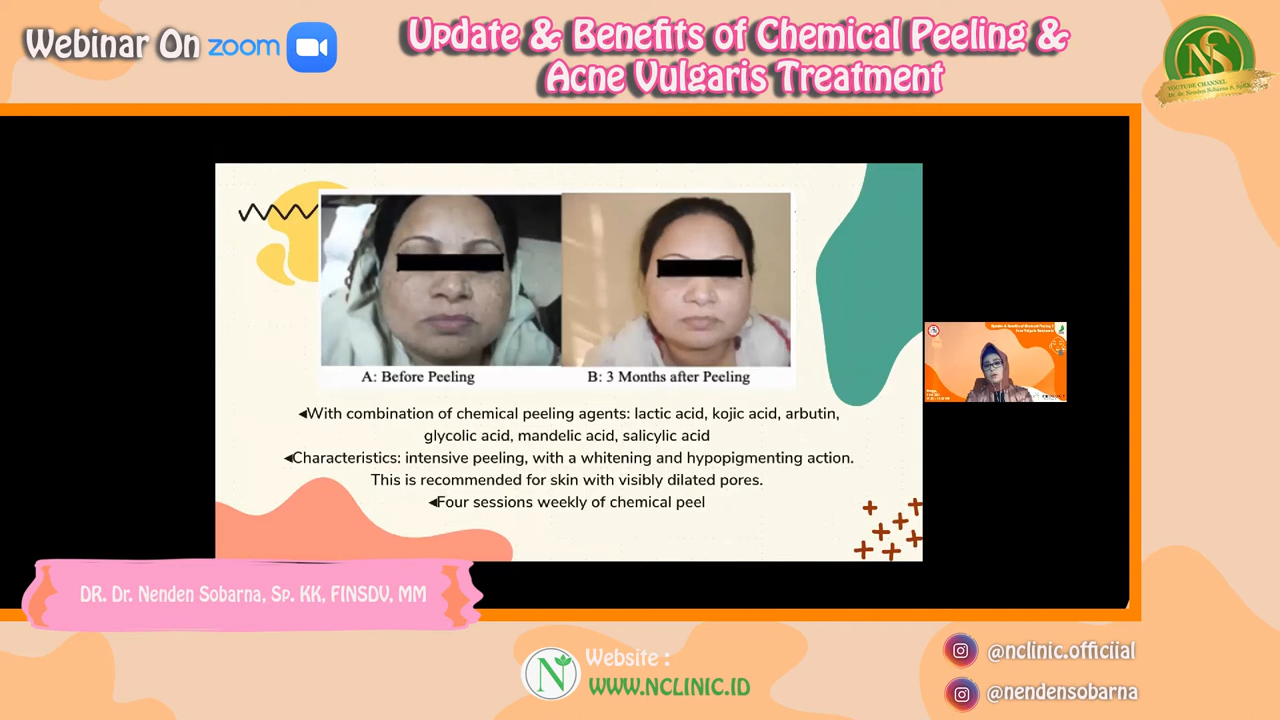 Webinar On zoom
Update & Benefits of Chemical Peeling &
Acne Vulgaris Treatment
NS
YOUTUBE CHANNEL
A: Before Peeling
B: 3 Months after Peeling
◂With combination of chemical peeling agents: lactic acid, kojic acid, arbutin,
glycolic acid, mandelic acid, salicylic acid
◂Characteristics: intensive peeling, with a whitening and hypopigmenting action.
This is recommended for skin with visibly dilated pores.
◂Four sessions weekly of chemical peel
DR. Dr. Nenden Sobarna, Sp. KK, FINSDV, MM
N
Website :
WWW.NCLINIC.ID
@nclinic.officiial
@nendensobarna